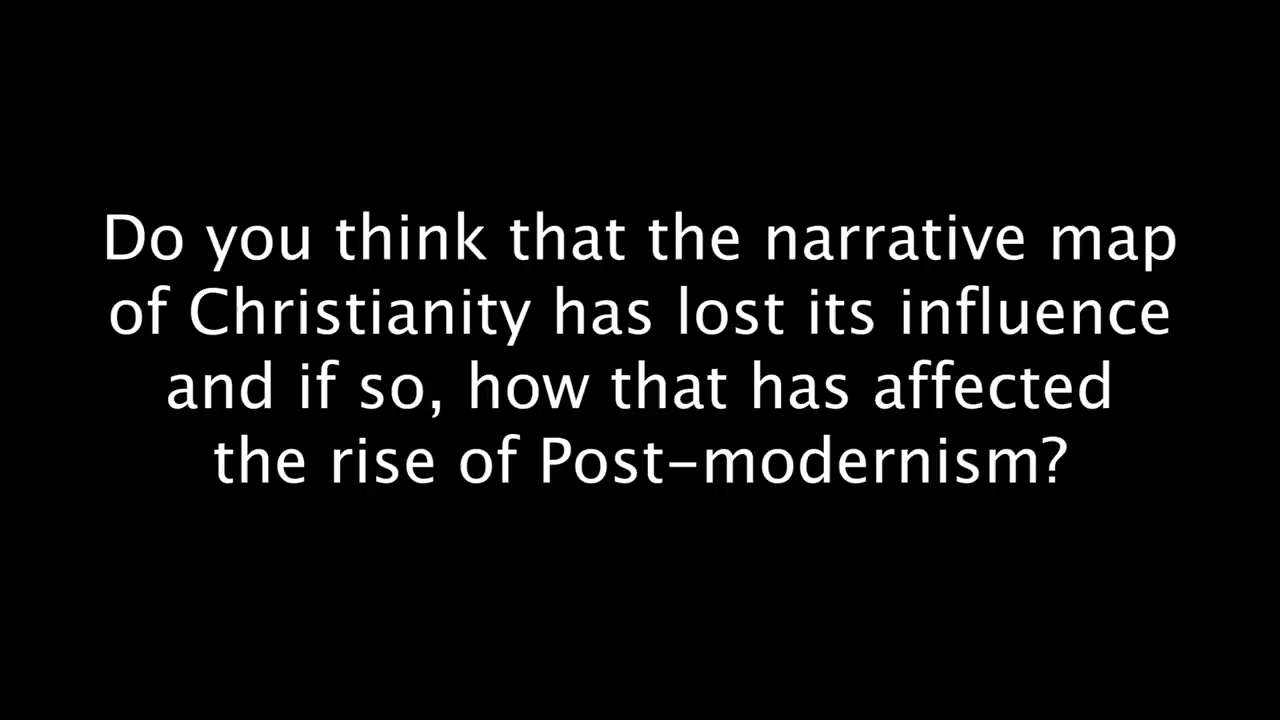 Do you think that the narrative map
of Christianity has lost its influence
and if so, how that has affected
the rise of Post-modernism?